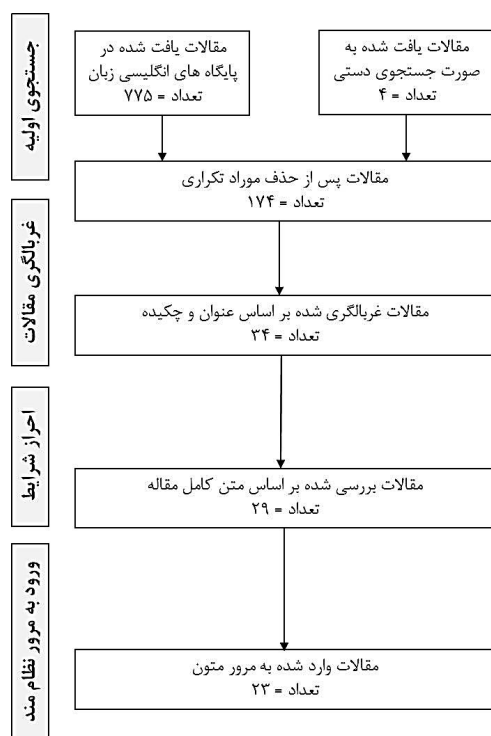 جستجوی اولیه
مقالات یافت شده به
صورت جستجوی دستی
تعداد = ۴
مقالات یافت شده در
پایگاه های انگلیسی زبان
تعداد = ۷۷۵
مقالات پس از حذف موراد تکراری
تعداد = ۱۷۴
غربالگری مقالات
مقالات غربالگری شده بر اساس عنوان و چکیده
تعداد = ۳۴
احراز شرایط
مقالات بررسی شده بر اساس متن کامل مقاله
تعداد = ۲۹
ورود به مرور نظام مند
مقالات وارد شده به مرور متون
تعداد = ۲۳